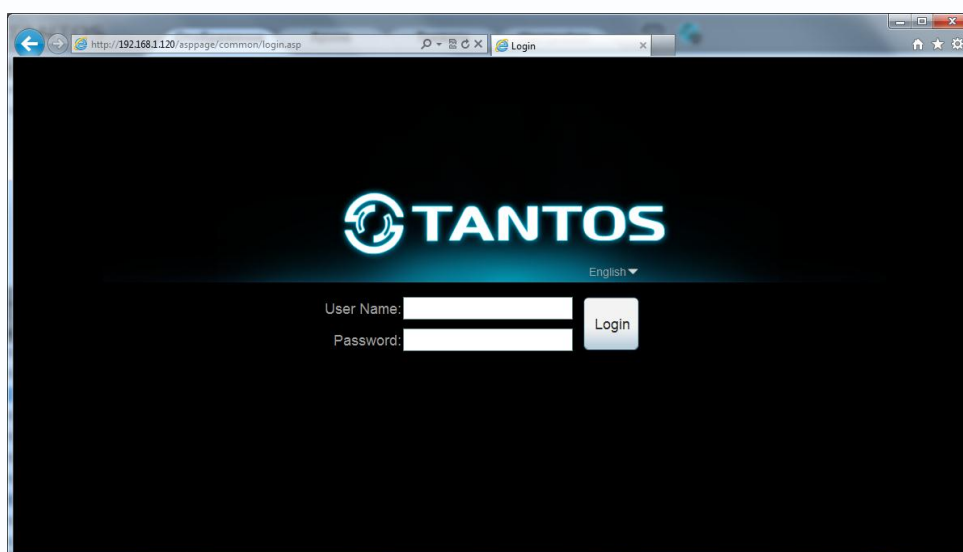 http://192.168.1.120/asppage/common/login.asp
Login
TANTOS
English
User Name:
Password:
Login